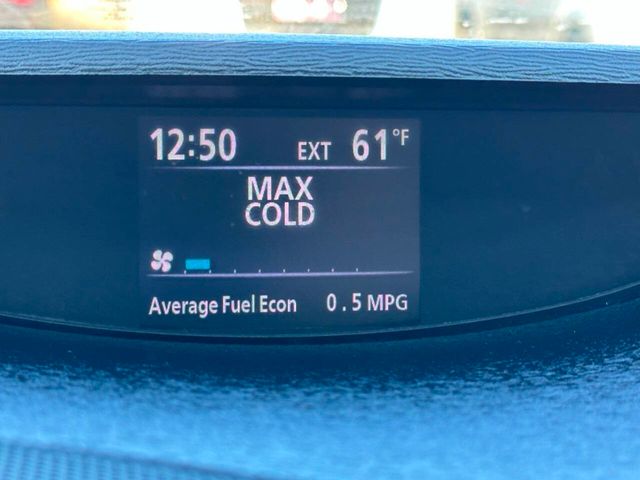 12:50 EXT 61°F
MAX
COLD
Average Fuel Econ 0.5 MPG